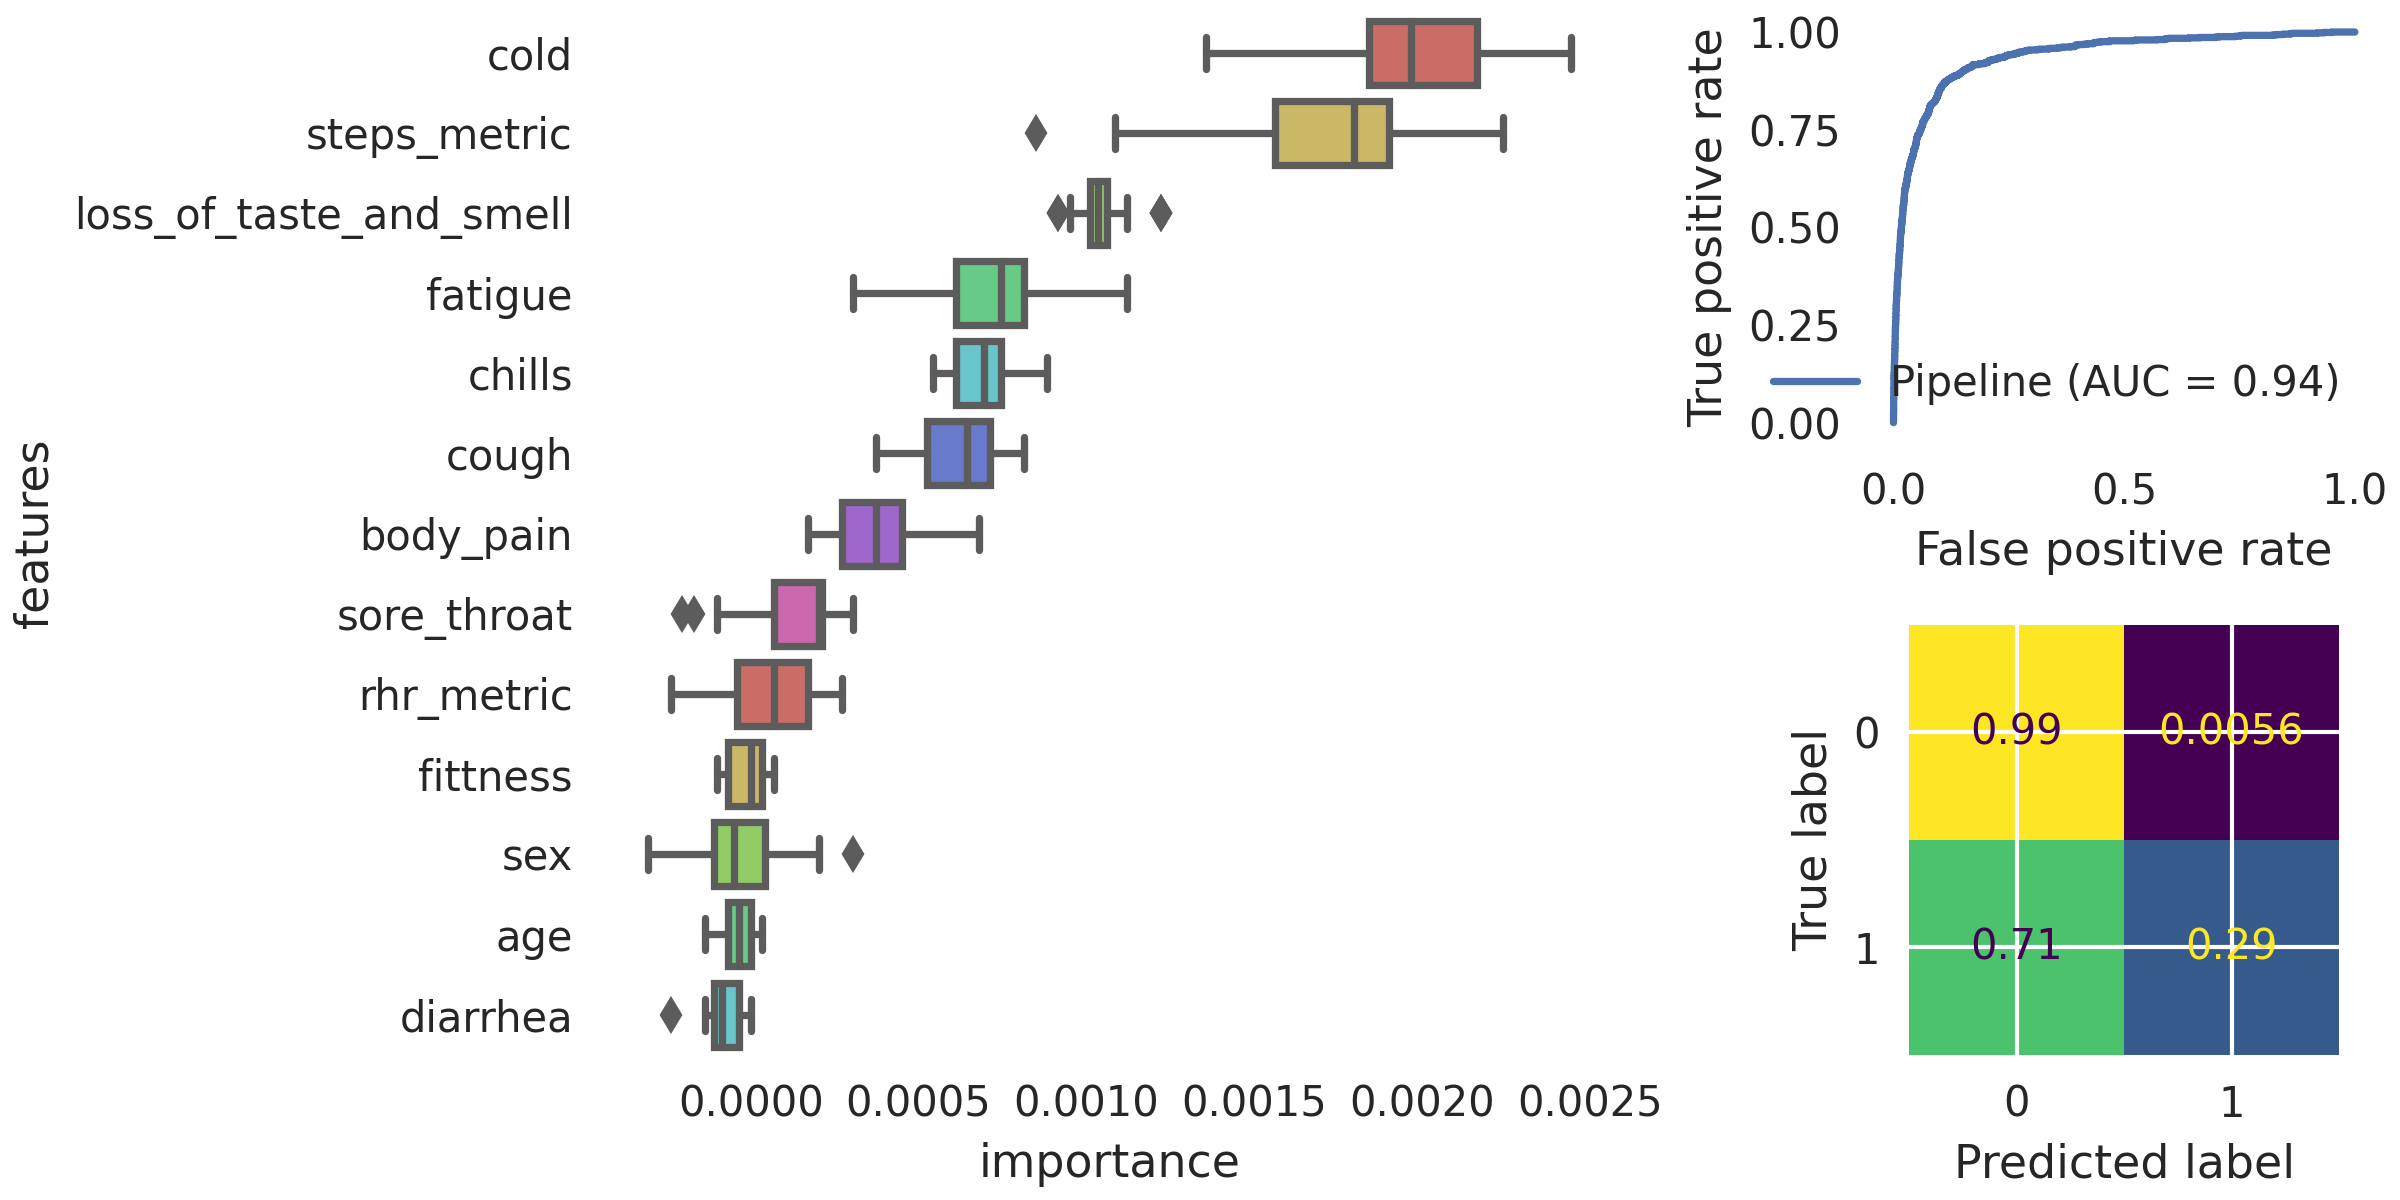 features
cold
steps_metric
loss_of_taste_and_smell
fatigue
chills
cough
body_pain
sore_throat
rhr_metric
fittness
sex
age
diarrhea
0.0000 0.0005 0.0010 0.0015 0.0020 0.0025
importance
True positive rate
1.00
0.75
0.50
0.25
Pipeline (AUC = 0.94)
0.00
0.0 0.5 1.0
False positive rate
True label
0 0.99 0.0056
1 0.71 0.29
0 1
Predicted label